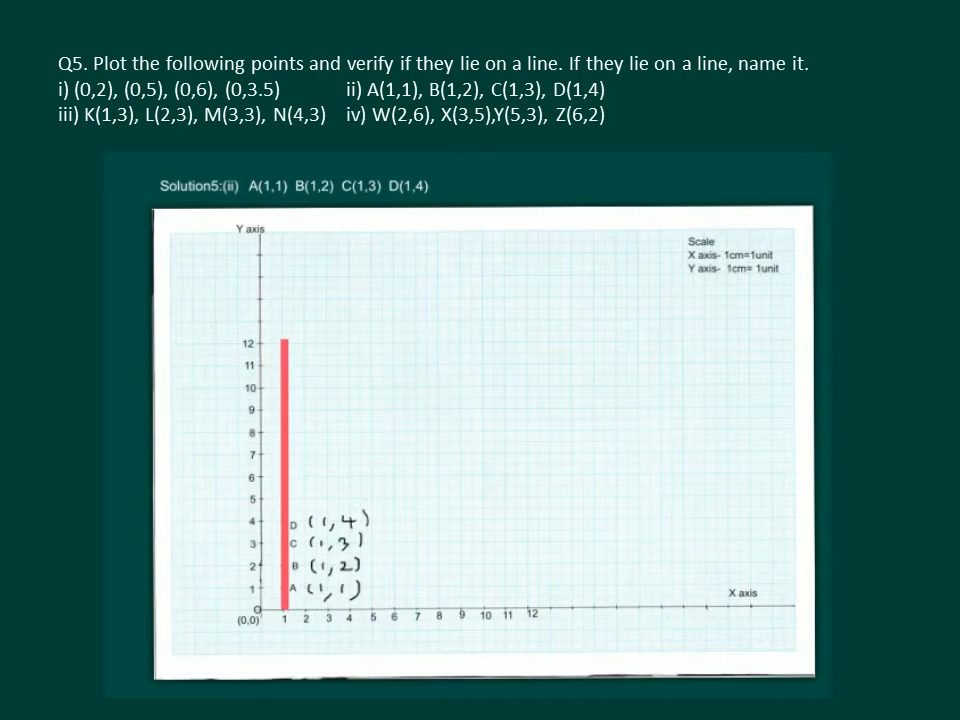 Q5. Plot the following points and verify if they lie on a line. If they lie on a line, name it.
i) (0,2), (0,5), (0,6), (0,3.5) ii) A(1,1), B(1,2), C(1,3), D(1,4)
iii) K(1,3), L(2,3), M(3,3), N(4,3) iv) W(2,6), X(3,5),Y(5,3), Z(6,2)
Solution5:(ii) A(1,1) B(1,2) C(1,3) D(1,4)
Y axis
Scale
X axis- 1cm=1unit
Y axis- 1cm= 1unit
12
11
10
9
8
7
6
5
4 D (1,4)
3 C (1,3)
2 B (1,2)
1 A (1,1)
X axis
0
(0,0) 1 2 3 4 5 6 7 8 9 10 11 12